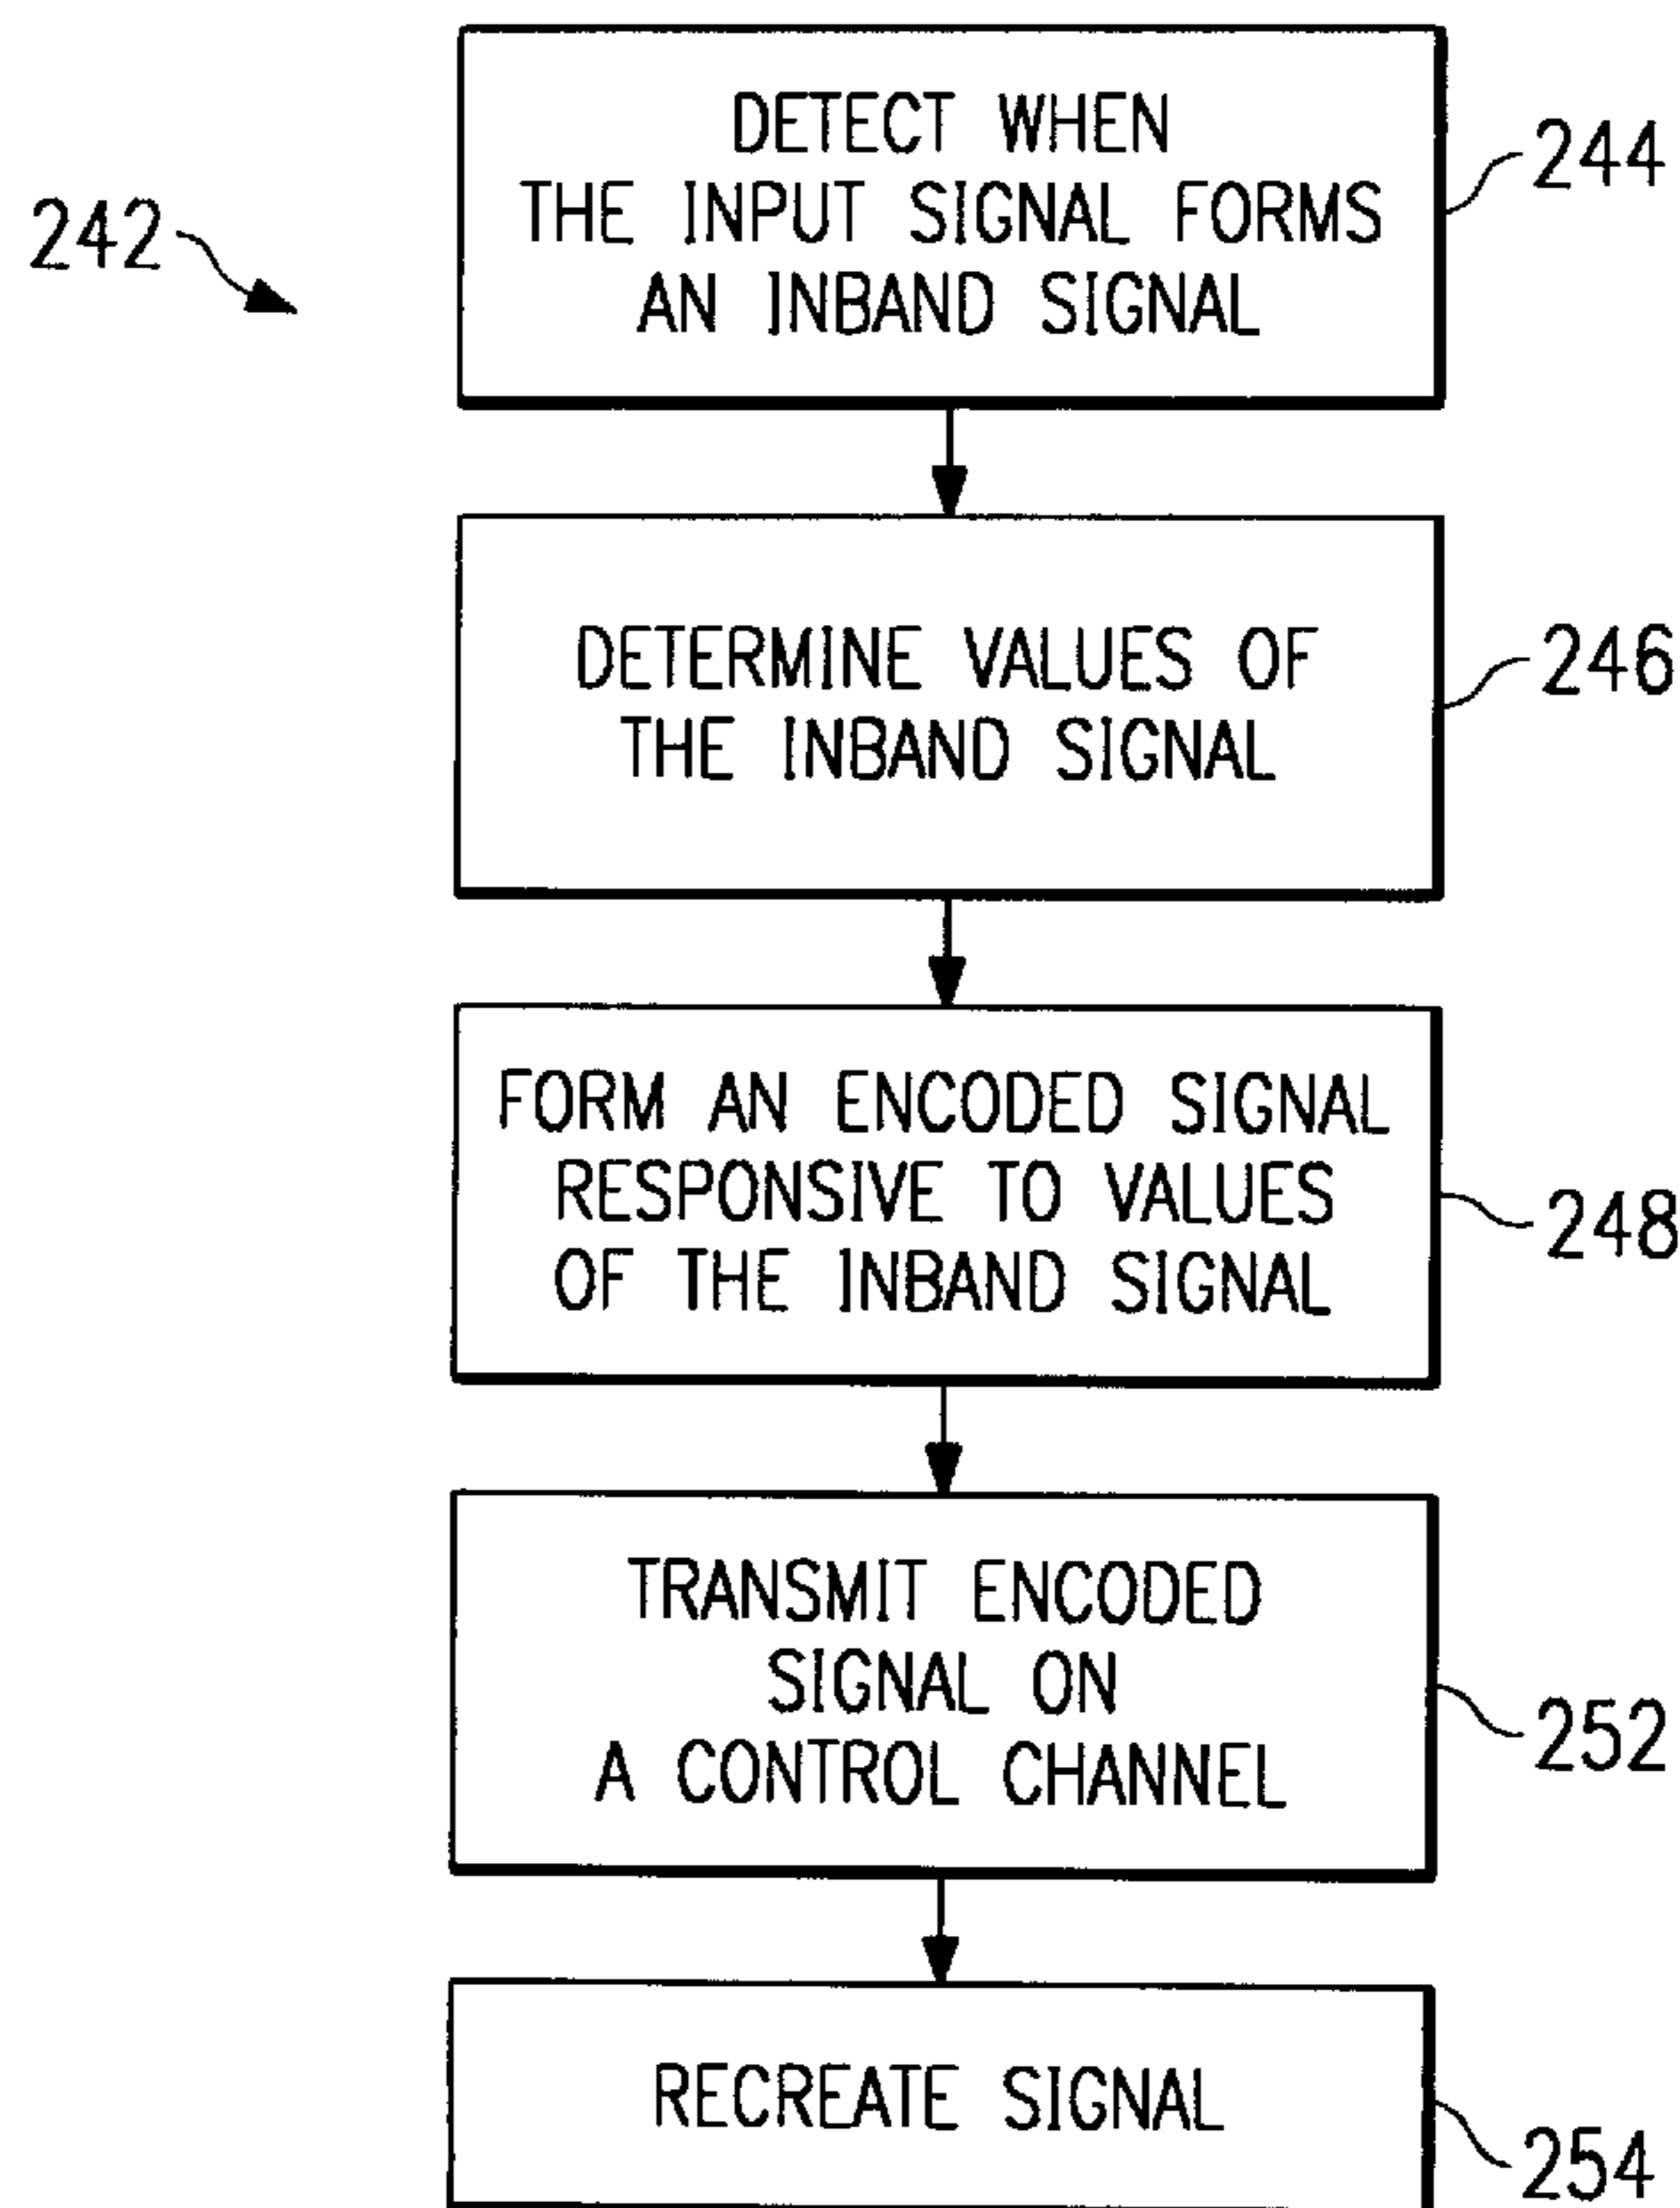 242
DETECT WHEN
THE INPUT SIGNAL FORMS
AN INBAND SIGNAL
244
DETERMINE VALUES OF
THE INBAND SIGNAL
246
FORM AN ENCODED SIGNAL
RESPONSIVE TO VALUES
OF THE INBAND SIGNAL
248
TRANSMIT ENCODED
SIGNAL ON
A CONTROL CHANNEL
252
RECREATE SIGNAL
254